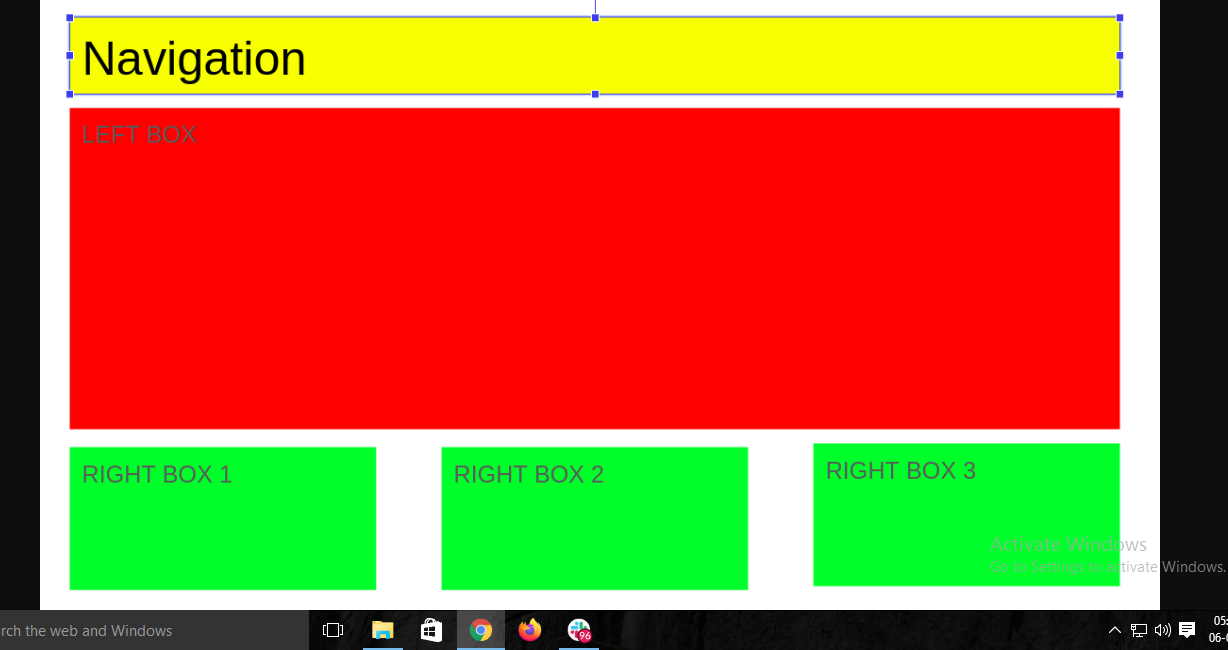 Navigation
LEFT BOX
RIGHT BOX 1
RIGHT BOX 2
RIGHT BOX 3
Activate Windows
Go to Settings to activate Windows.
rch the web and Windows
96
05:
06-0